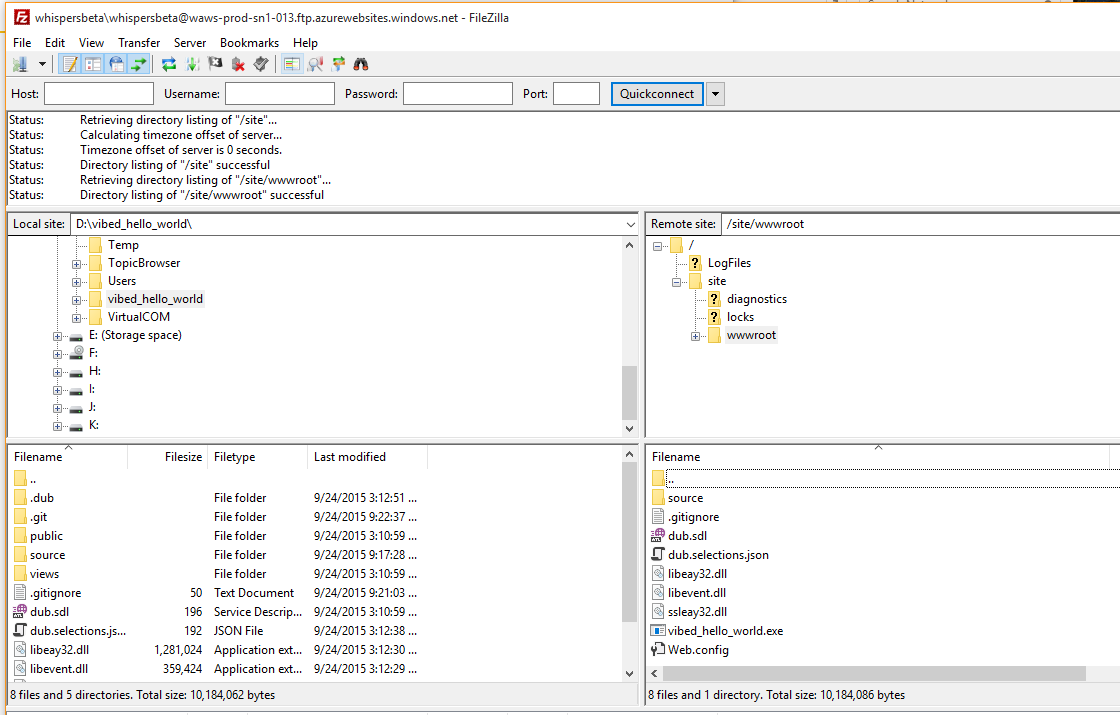 whispersbeta\whispersbeta@waws-prod-sn1-013.ftp.azurewebsites.windows.net - FileZilla
File Edit View Transfer Server Bookmarks Help
Host: Username: Password: Port: Quickconnect
Status: Retrieving directory listing of "/site"...
Status: Calculating timezone offset of server...
Status: Timezone offset of server is 0 seconds.
Status: Directory listing of "/site" successful
Status: Retrieving directory listing of "/site/wwwroot"...
Status: Directory listing of "/site/wwwroot" successful
Local site: D:\vibed_hello_world\
Temp
TopicBrowser
Users
vibed_hello_world
VirtualCOM
E: (Storage space)
F:
H:
I:
J:
K:
Filename Filesize Filetype Last modified
..
.dub File folder 9/24/2015 3:12:51 ...
.git File folder 9/24/2015 9:22:37 ...
public File folder 9/24/2015 3:10:59 ...
source File folder 9/24/2015 9:17:28 ...
views File folder 9/24/2015 3:10:59 ...
.gitignore 50 Text Document 9/24/2015 9:21:03 ...
dub.sdl 196 Service Descrip... 9/24/2015 3:10:59 ...
dub.selections.js... 192 JSON File 9/24/2015 3:12:38 ...
libeay32.dll 1,281,024 Application ext... 9/24/2015 3:12:30 ...
libevent.dll 359,424 Application ext... 9/24/2015 3:12:29 ...
8 files and 5 directories. Total size: 10,184,062 bytes
Remote site: /site/wwwroot
/
? LogFiles
site
? diagnostics
? locks
wwwroot
Filename
..
source
.gitignore
dub.sdl
dub.selections.json
libeay32.dll
libevent.dll
ssleay32.dll
vibed_hello_world.exe
Web.config
8 files and 1 directory. Total size: 10,184,086 bytes